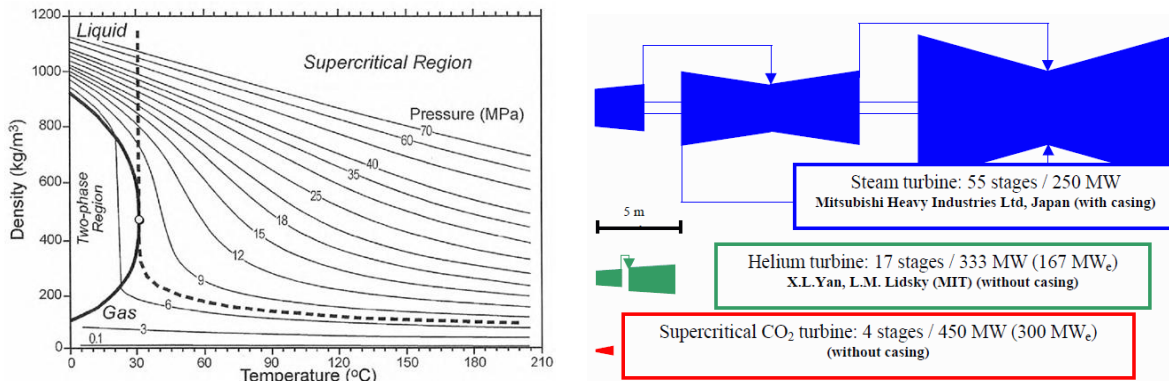 1200
1000
800
600
400
200
0
Density (kg/m³)
Liquid
Supercritical Region
Pressure (MPa)
Two-phase
Region
Gas
70
60
40
35
25
18
15
12
9
6
3
0.1
0 30 60 90 120 150 180 210
Temperature (°C)
Steam turbine: 55 stages / 250 MW
Mitsubishi Heavy Industries Ltd, Japan (with casing)
5 m
Helium turbine: 17 stages / 333 MW (167 MWₑ)
X.L.Yan, L.M. Lidsky (MIT) (without casing)
Supercritical CO₂ turbine: 4 stages / 450 MW (300 MWₑ)
(without casing)